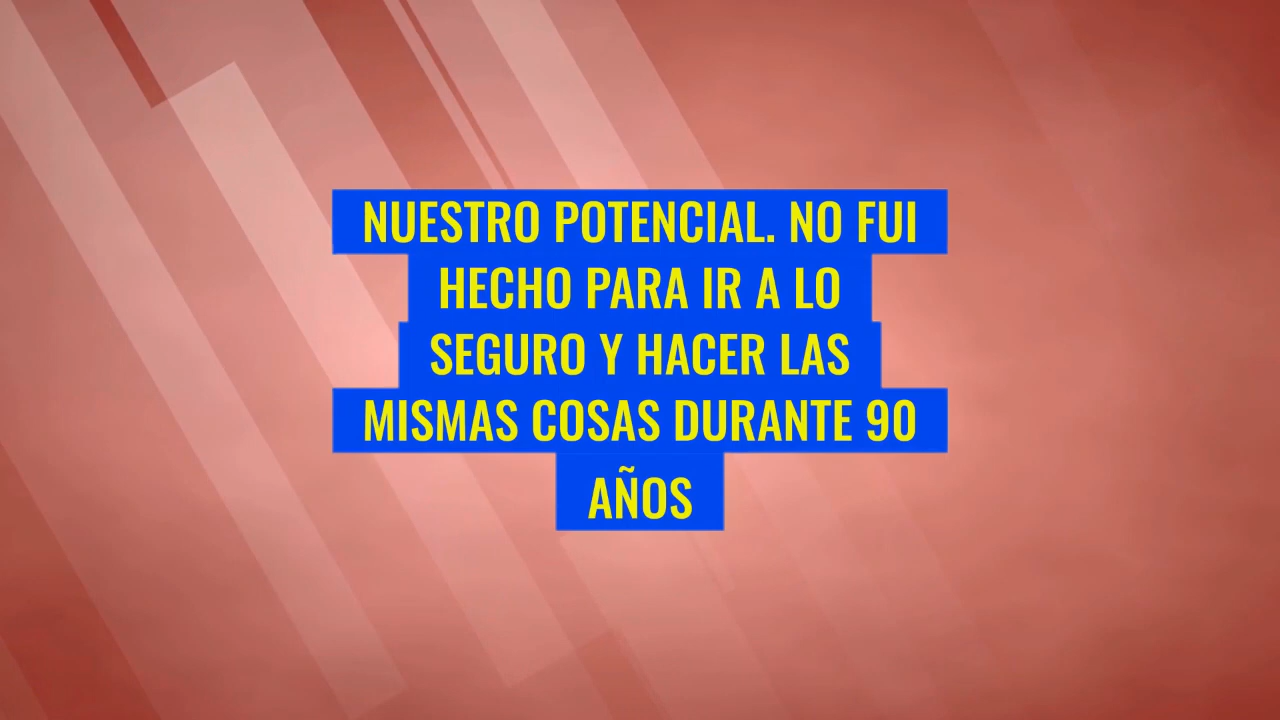 NUESTRO POTENCIAL. NO FUI
HECHO PARA IR A LO
SEGURO Y HACER LAS
MISMAS COSAS DURANTE 90
AÑOS